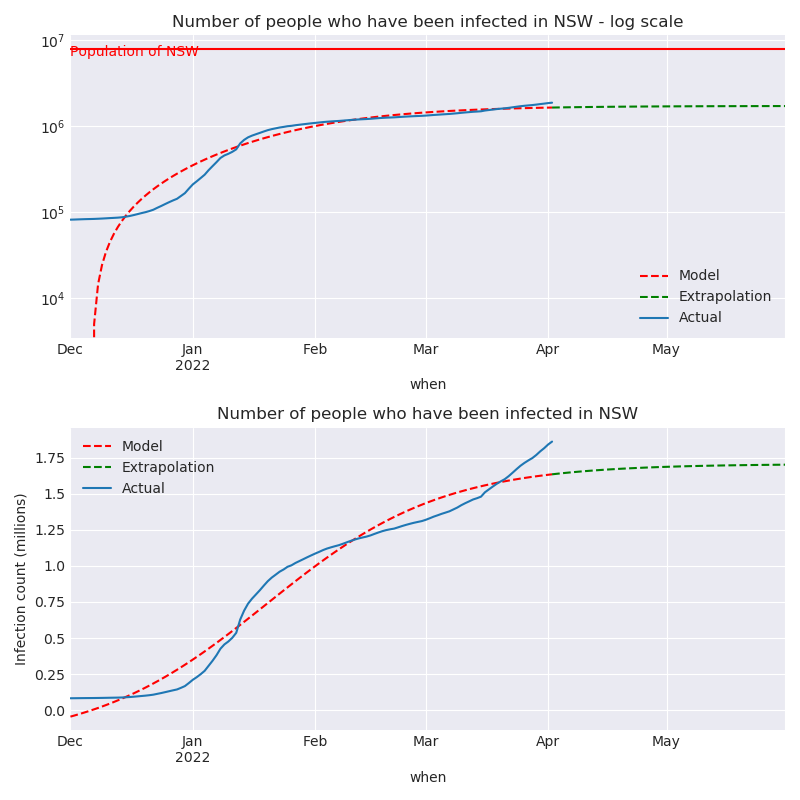 Number of people who have been infected in NSW - log scale
10^7
Population of NSW
10^6
10^5
10^4
Model
Extrapolation
Actual
Dec Jan Feb Mar Apr May
2022
when
Number of people who have been infected in NSW
Model
Extrapolation
Actual
Infection count (millions)
1.75
1.5
1.25
1.0
0.75
0.5
0.25
0.0
Dec Jan Feb Mar Apr May
2022
when